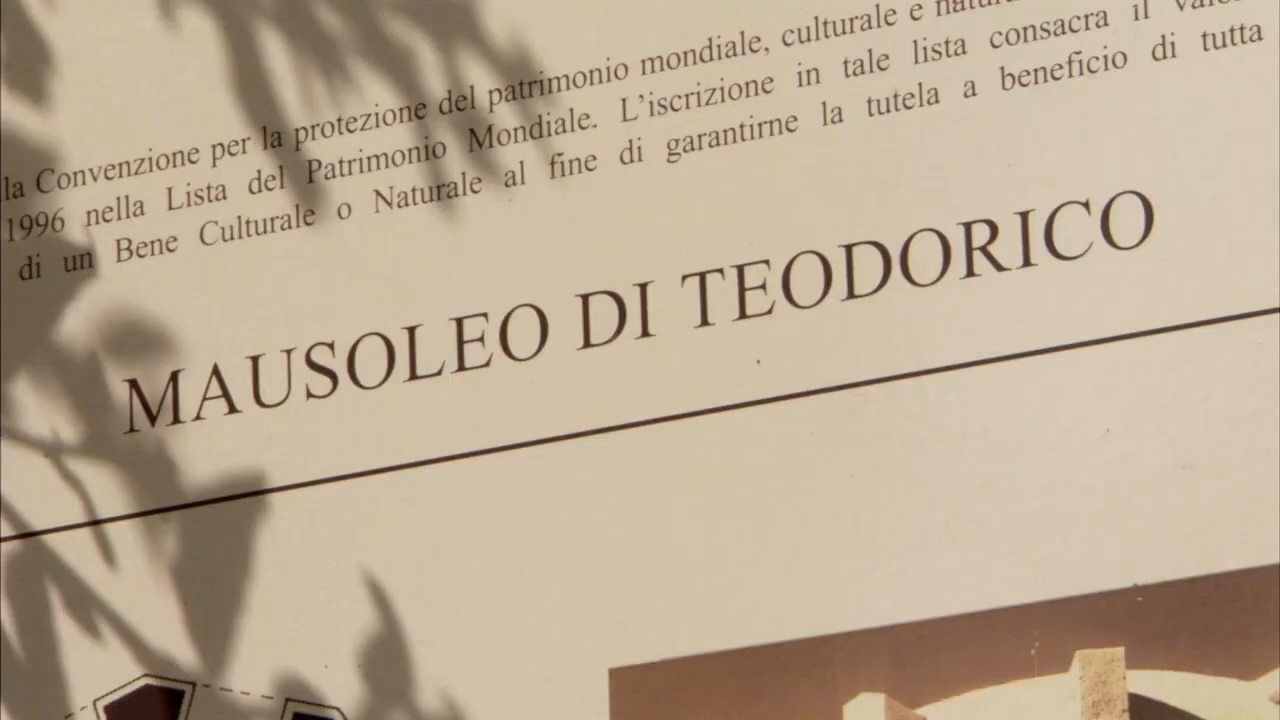 la Convenzione per la protezione del patrimonio mondiale, culturale e
1996 nella Lista del Patrimonio Mondiale. L'iscrizione in tale lista consacra il
di un Bene Culturale o Naturale al fine di garantirne la tutela a beneficio di tutta
MAUSOLEO DI TEODORICO